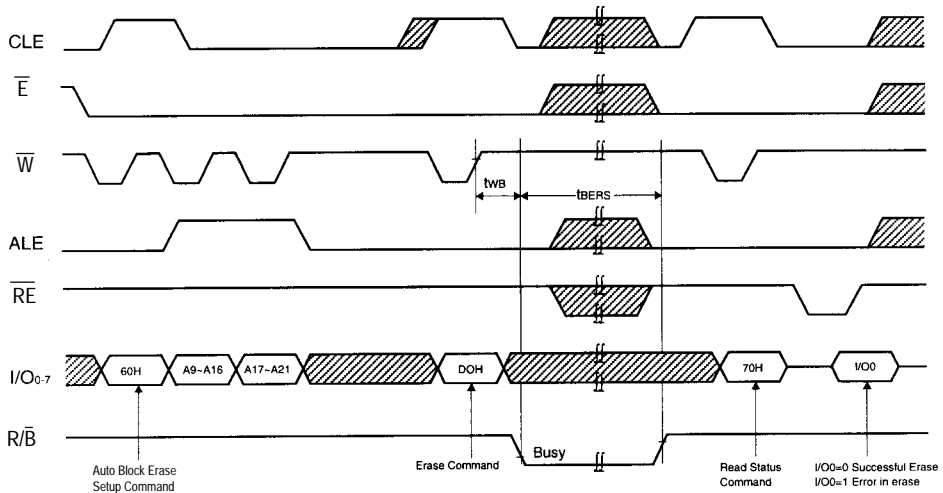 CLE
E
W
tWB
tBERS
ALE
RE
I/O0-7
60H
A9~A16
A17~A21
DOH
70H
I/O0
R/B
Busy
Auto Block Erase
Setup Command
Erase Command
Read Status
Command
I/O0=0 Successful Erase
I/O0=1 Error in erase